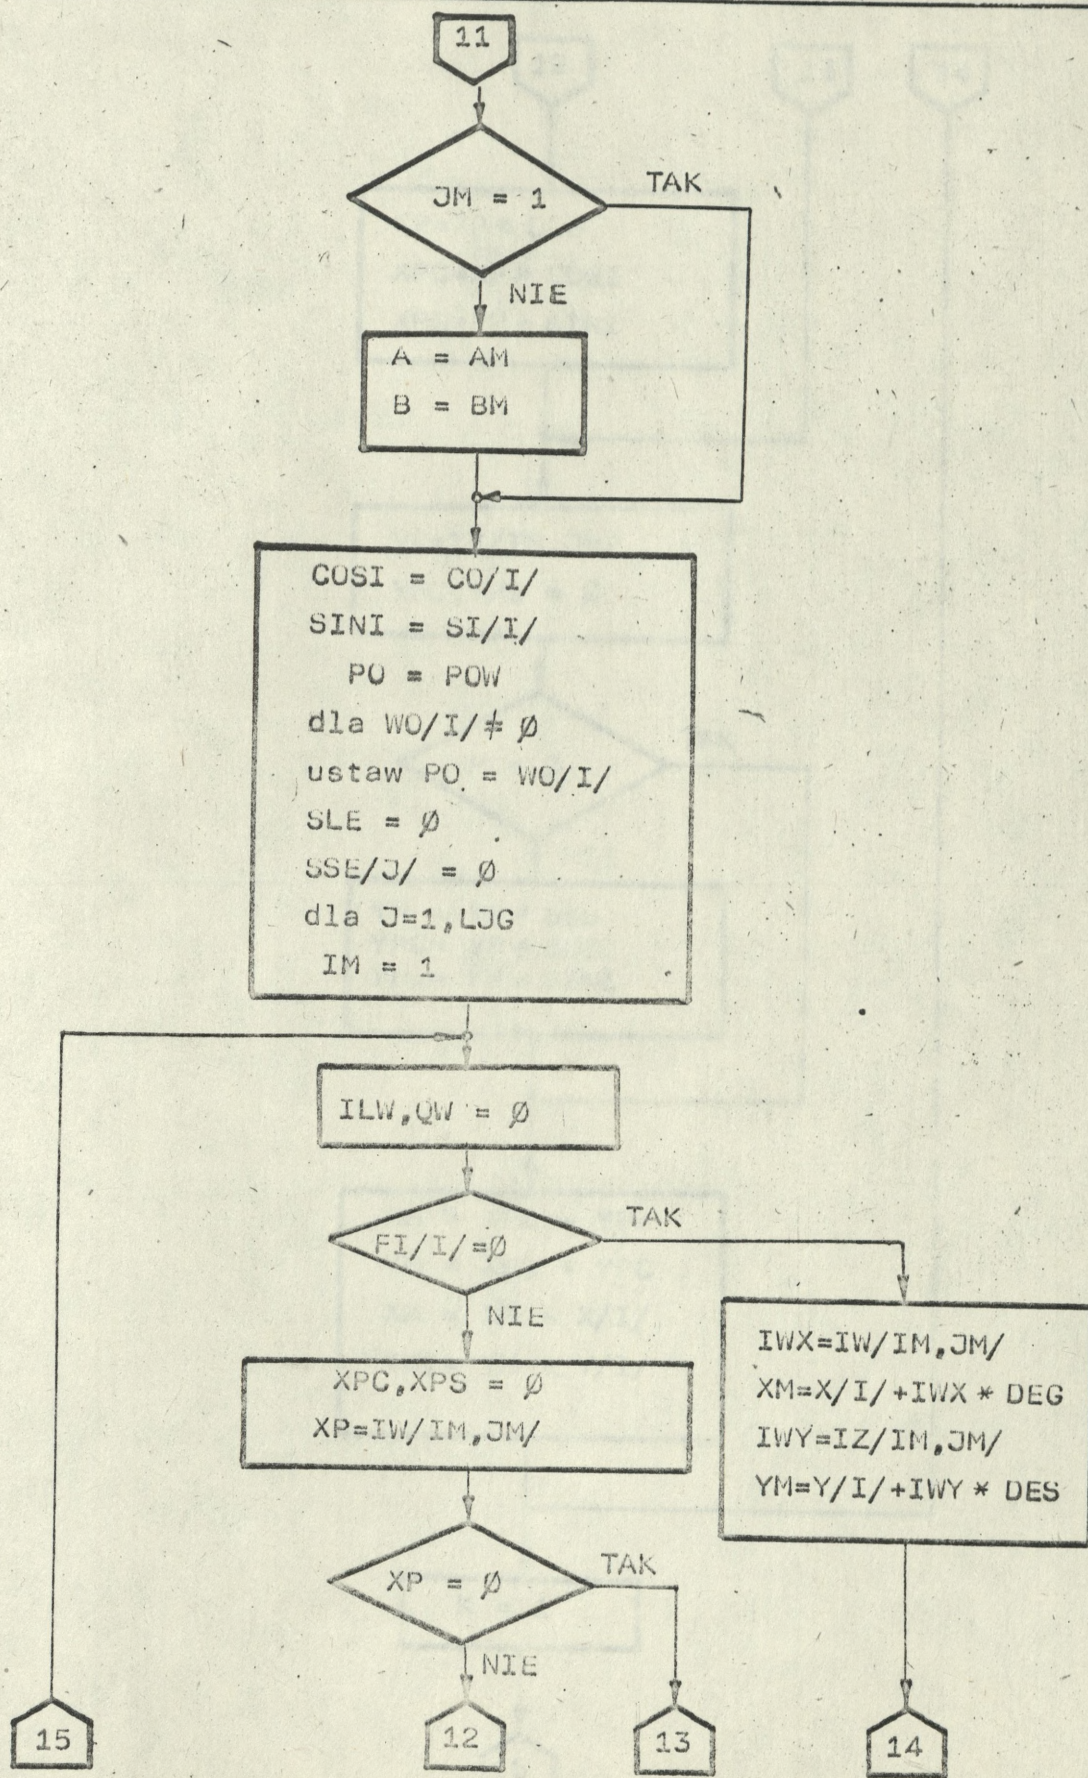 11
JM = 1
TAK
NIE
A = AM
B = BM
COSI = CO/I/
SINI = SI/I/
PO = POW
dla WO/I/≠ Ø
ustaw PO = WO/I/
SLE = Ø
SSE/J/ = Ø
dla J=1,LJG
IM = 1
ILW,QW = Ø
FI/I/=Ø
TAK
NIE
XPC,XPS = Ø
XP=IW/IM,JM/
IWX=IW/IM,JM/
XM=X/I/+IWX * DEG
IWY=IZ/IM,JM/
YM=Y/I/+IWY * DES
XP = Ø
TAK
NIE
15
12
13
14